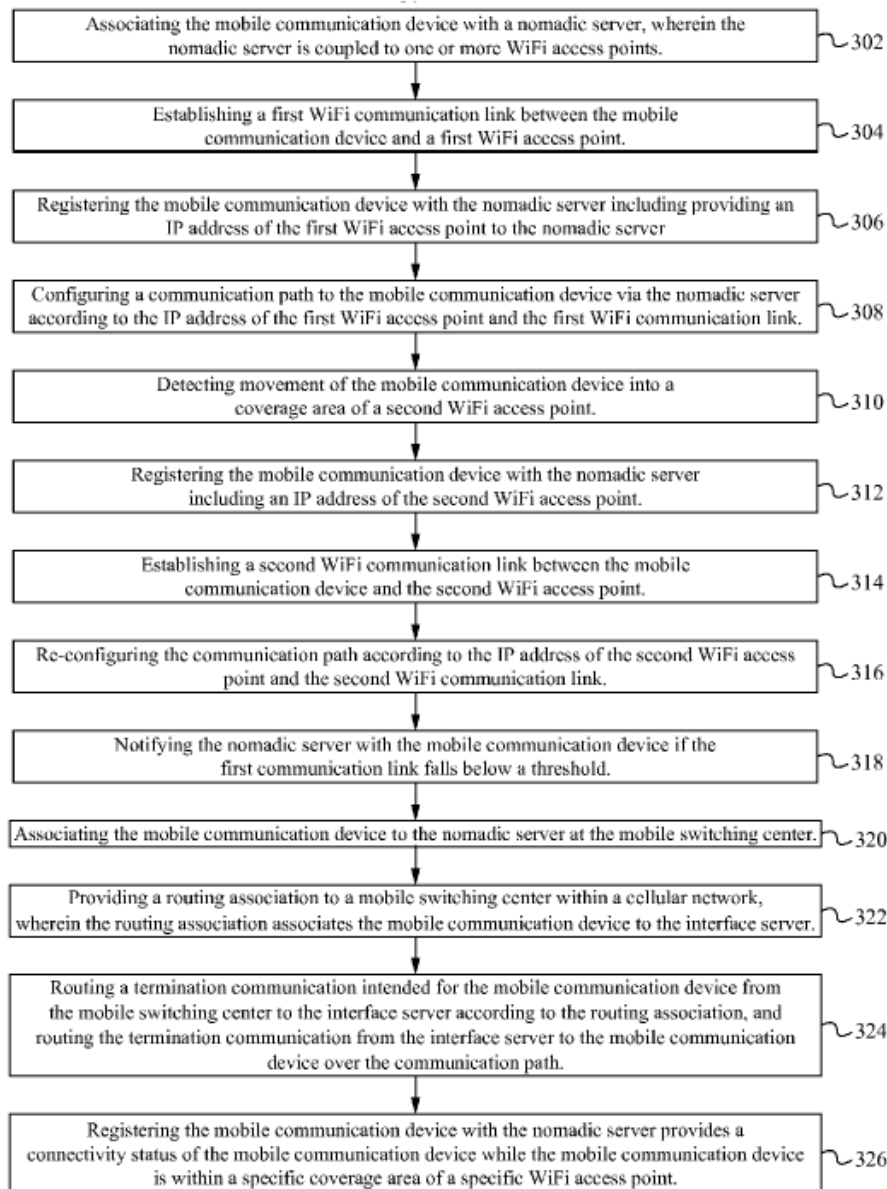 Associating the mobile communication device with a nomadic server, wherein the
nomadic server is coupled to one or more WiFi access points.
302
Establishing a first WiFi communication link between the mobile
communication device and a first WiFi access point.
304
Registering the mobile communication device with the nomadic server including providing an
IP address of the first WiFi access point to the nomadic server
306
Configuring a communication path to the mobile communication device via the nomadic server
according to the IP address of the first WiFi access point and the first WiFi communication link.
308
Detecting movement of the mobile communication device into a
coverage area of a second WiFi access point.
310
Registering the mobile communication device with the nomadic server
including an IP address of the second WiFi access point.
312
Establishing a second WiFi communication link between the mobile
communication device and the second WiFi access point.
314
Re-configuring the communication path according to the IP address of the second WiFi access
point and the second WiFi communication link.
316
Notifying the nomadic server with the mobile communication device if the
first communication link falls below a threshold.
318
Associating the mobile communication device to the nomadic server at the mobile switching center.
320
Providing a routing association to a mobile switching center within a cellular network,
wherein the routing association associates the mobile communication device to the interface server.
322
Routing a termination communication intended for the mobile communication device from
the mobile switching center to the interface server according to the routing association, and
routing the termination communication from the interface server to the mobile communication
device over the communication path.
324
Registering the mobile communication device with the nomadic server provides a
connectivity status of the mobile communication device while the mobile communication device
is within a specific coverage area of a specific WiFi access point.
326